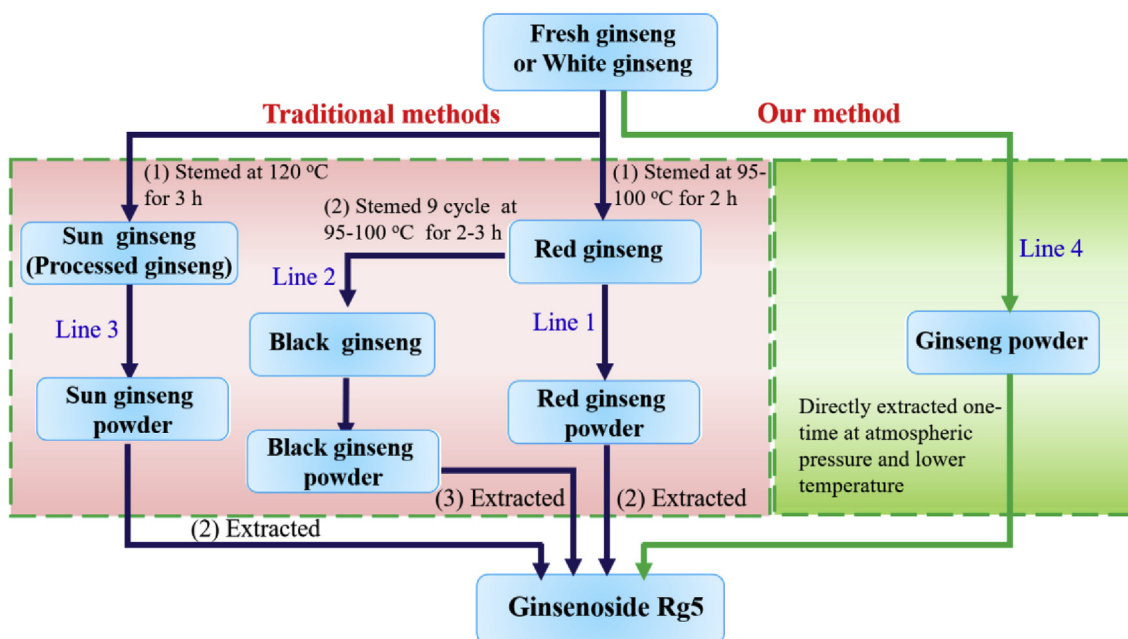 Fresh ginseng
or White ginseng
Traditional methods
Our method
(1) Stemed at 120 °C
for 3 h
(2) Stemed 9 cycle at
95-100 °C for 2-3 h
(1) Stemed at 95-
100 °C for 2 h
Sun ginseng
(Processed ginseng)
Red ginseng
Line 4
Line 2
Line 3
Line 1
Black ginseng
Ginseng powder
Sun ginseng
powder
Red ginseng
powder
Black ginseng
powder
Directly extracted one-
time at atmospheric
pressure and lower
temperature
(3) Extracted
(2) Extracted
(2) Extracted
Ginsenoside Rg5